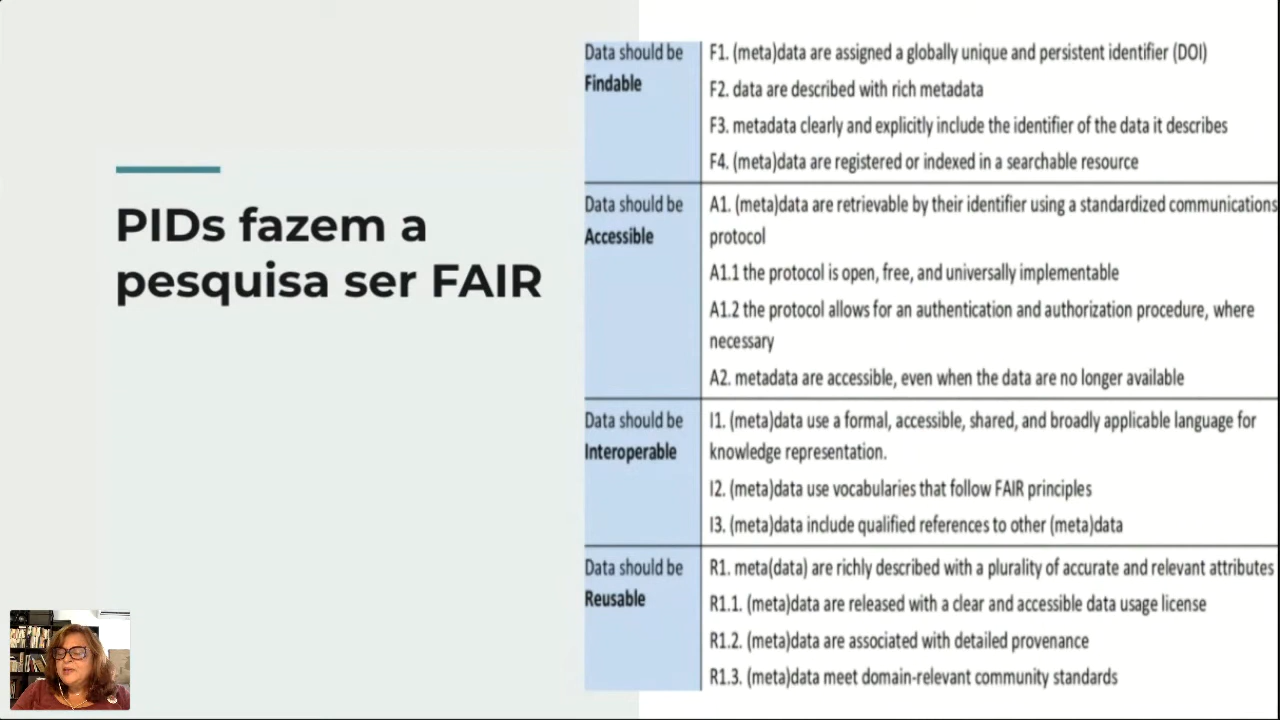 PIDs fazem a
pesquisa ser FAIR
Data should be
Findable
F1. (meta)data are assigned a globally unique and persistent identifier (DOI)
F2. data are described with rich metadata
F3. metadata clearly and explicitly include the identifier of the data it describes
F4. (meta)data are registered or indexed in a searchable resource
Data should be
Accessible
A1. (meta)data are retrievable by their identifier using a standardized communications
protocol
A1.1 the protocol is open, free, and universally implementable
A1.2 the protocol allows for an authentication and authorization procedure, where
necessary
A2. metadata are accessible, even when the data are no longer available
Data should be
Interoperable
I1. (meta)data use a formal, accessible, shared, and broadly applicable language for
knowledge representation.
I2. (meta)data use vocabularies that follow FAIR principles
I3. (meta)data include qualified references to other (meta)data
Data should be
Reusable
R1. meta(data) are richly described with a plurality of accurate and relevant attributes
R1.1. (meta)data are released with a clear and accessible data usage license
R1.2. (meta)data are associated with detailed provenance
R1.3. (meta)data meet domain-relevant community standards